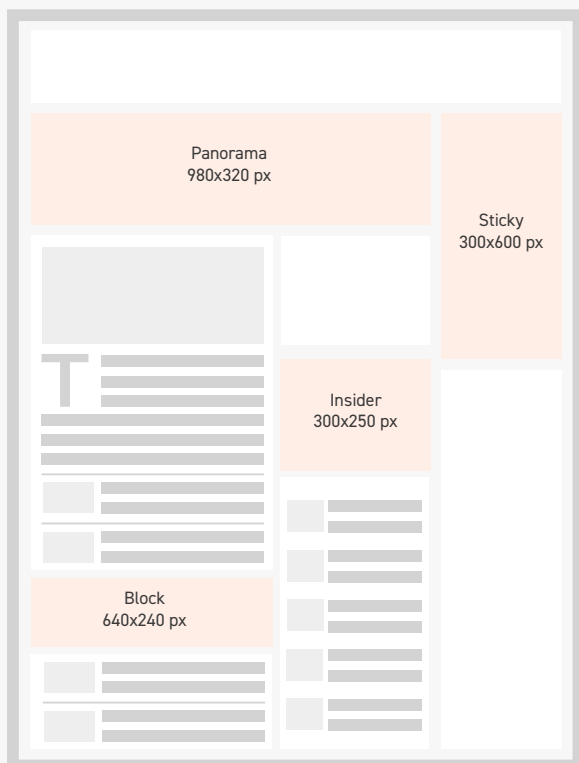 Panorama
980x320 px
Sticky
300x600 px
T
Insider
300x250 px
Block
640x240 px